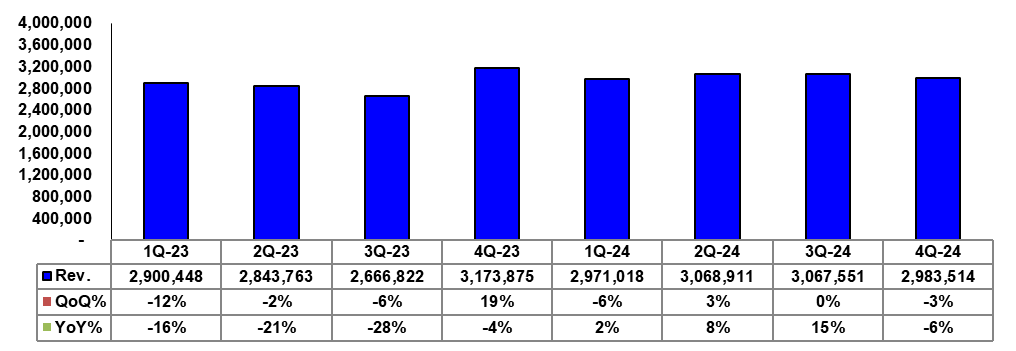 4,000,000
3,600,000
3,200,000
2,800,000
2,400,000
2,000,000
1,600,000
1,200,000
800,000
400,000
-
1Q-23 2Q-23 3Q-23 4Q-23 1Q-24 2Q-24 3Q-24 4Q-24
Rev. 2,900,448 2,843,763 2,666,822 3,173,875 2,971,018 3,068,911 3,067,551 2,983,514
QoQ% -12% -2% -6% 19% -6% 3% 0% -3%
YoY% -16% -21% -28% -4% 2% 8% 15% -6%